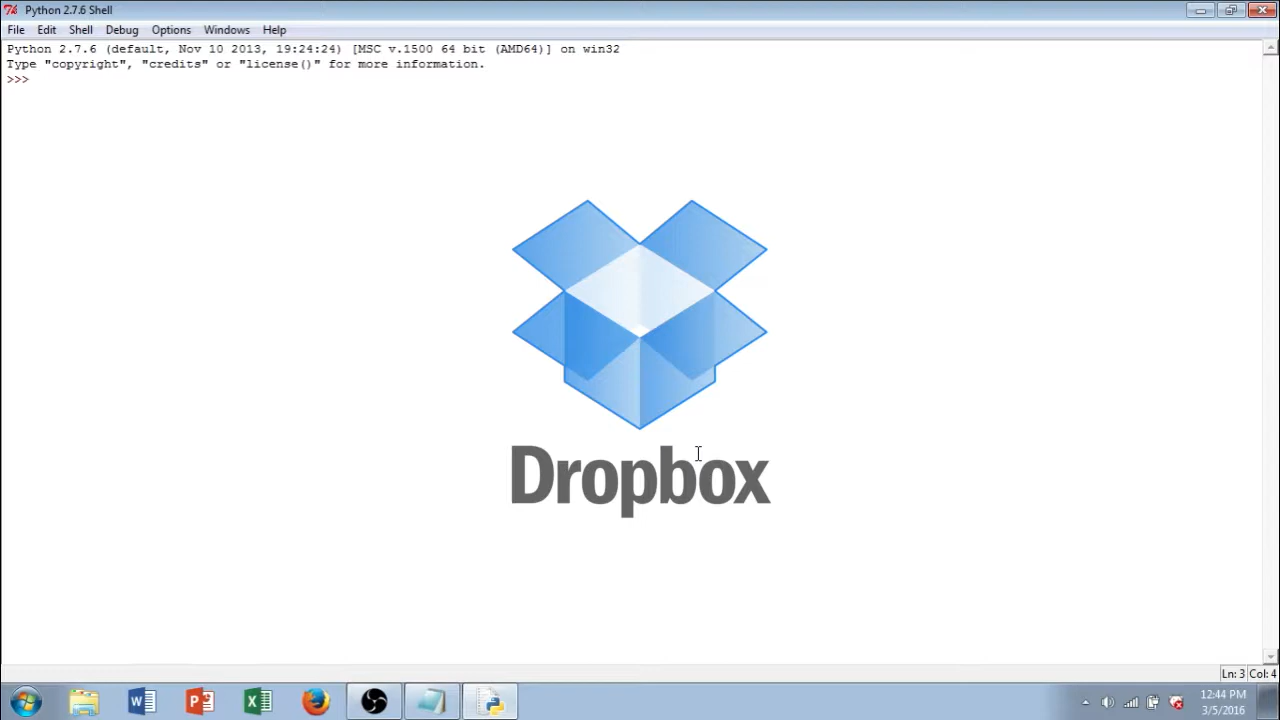 Python 2.7.6 Shell
File Edit Shell Debug Options Windows Help
Python 2.7.6 (default, Nov 10 2013, 19:24:24) [MSC v.1500 64 bit (AMD64)] on win32
Type "copyright", "credits" or "license()" for more information.
>>>
Dropbox
Ln: 3 Col: 4
12:44 PM
3/5/2016